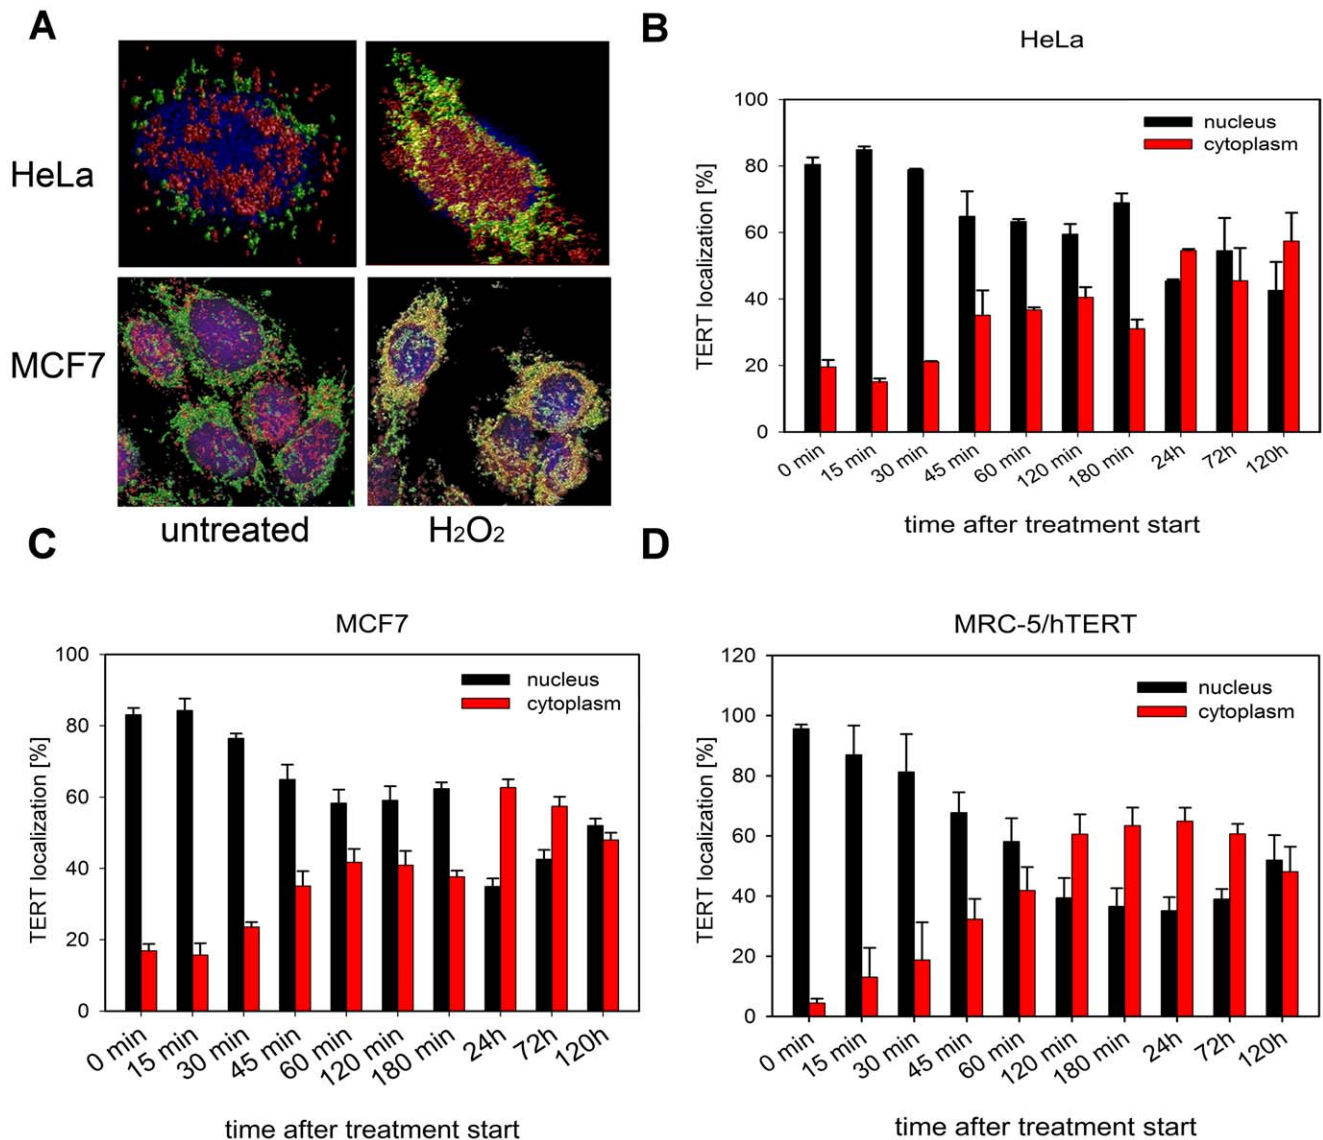 A
HeLa
MCF7
untreated
H2O2
B
HeLa
nucleus
cytoplasm
TERT localization [%]
100
80
60
40
20
0
0 min
15 min
30 min
45 min
60 min
120 min
180 min
24h
72h
120h
time after treatment start
C
MCF7
nucleus
cytoplasm
TERT localization [%]
100
80
60
40
20
0
0 min
15 min
30 min
45 min
60 min
120 min
180 min
24h
72h
120h
time after treatment start
D
MRC-5/hTERT
nucleus
cytoplasm
TERT localization [%]
120
100
80
60
40
20
0
0 min
15 min
30 min
45 min
60 min
120 min
180 min
24h
72h
120h
time after treatment start